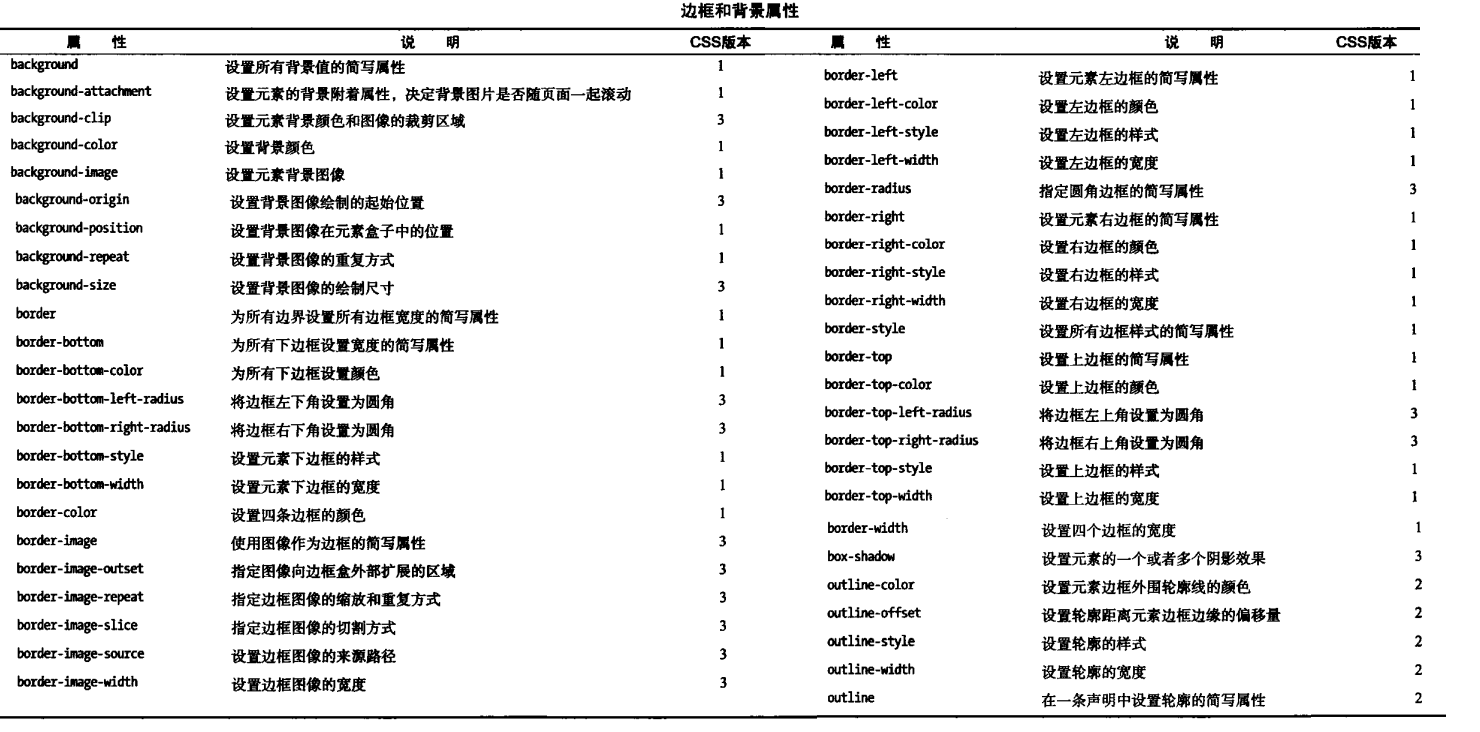 边框和背景属性
属 性 说 明 CSS版本
background 设置所有背景值的简写属性 1
background-attachment 设置元素的背景附着属性，决定背景图片是否随页面一起滚动 1
background-clip 设置元素背景颜色和图像的裁剪区域 3
background-color 设置背景颜色 1
background-image 设置元素背景图像 1
background-origin 设置背景图像绘制的起始位置 3
background-position 设置背景图像在元素盒子中的位置 1
background-repeat 设置背景图像的重复方式 1
background-size 设置背景图像的绘制尺寸 3
border 为所有边界设置所有边框宽度的简写属性 1
border-bottom 为所有下边框设置宽度的简写属性 1
border-bottom-color 为所有下边框设置颜色 1
border-bottom-left-radius 将边框左下角设置为圆角 3
border-bottom-right-radius 将边框右下角设置为圆角 3
border-bottom-style 设置元素下边框的样式 1
border-bottom-width 设置元素下边框的宽度 1
border-color 设置四条边框的颜色 1
border-image 使用图像作为边框的简写属性 3
border-image-outset 指定图像向边框盒外部扩展的区域 3
border-image-repeat 指定边框图像的缩放和重复方式 3
border-image-slice 指定边框图像的切割方式 3
border-image-source 设置边框图像的来源路径 3
border-image-width 设置边框图像的宽度 3
属 性 说 明 CSS版本
border-left 设置元素左边框的简写属性 1
border-left-color 设置左边框的颜色 1
border-left-style 设置左边框的样式 1
border-left-width 设置左边框的宽度 1
border-radius 指定圆角边框的简写属性 3
border-right 设置元素右边框的简写属性 1
border-right-color 设置右边框的颜色 1
border-right-style 设置右边框的样式 1
border-right-width 设置右边框的宽度 1
border-style 设置所有边框样式的简写属性 1
border-top 设置上边框的简写属性 1
border-top-color 设置上边框的颜色 1
border-top-left-radius 将边框左上角设置为圆角 3
border-top-right-radius 将边框右上角设置为圆角 3
border-top-style 设置上边框的样式 1
border-top-width 设置上边框的宽度 1
border-width 设置四个边框的宽度 1
box-shadow 设置元素的一个或者多个阴影效果 3
outline-color 设置元素边框外围轮廓线的颜色 2
outline-offset 设置轮廓距离元素边框边缘的偏移量 2
outline-style 设置轮廓的样式 2
outline-width 设置轮廓的宽度 2
outline 在一条声明中设置轮廓的简写属性 2